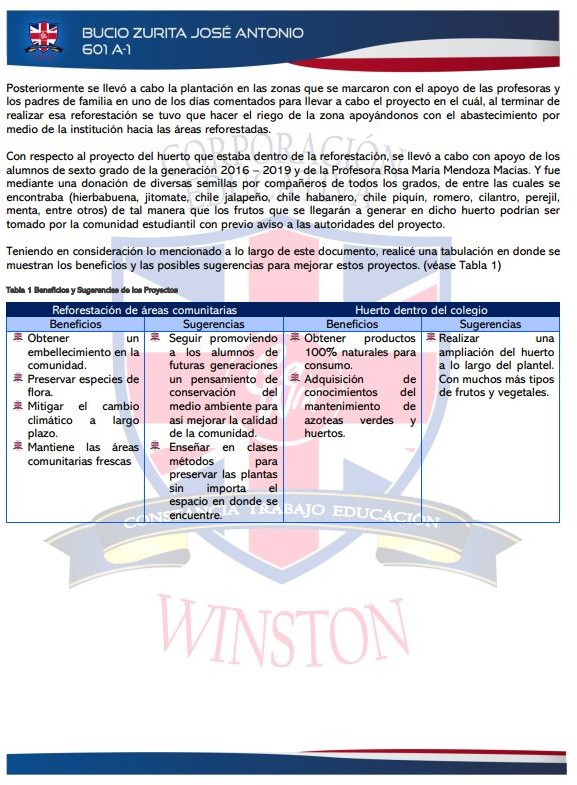 BUCIO ZURITA JOSÉ ANTONIO
601 A-1
Posteriormente se llevó a cabo la plantación en las zonas que se marcaron con el apoyo de las profesoras y
los padres de familia en uno de los días comentados para llevar a cabo el proyecto en el cuál, al terminar de
realizar esa reforestación se tuvo que hacer el riego de la zona apoyándonos con el abastecimiento por
medio de la institución hacia las áreas reforestadas.
Con respecto al proyecto del huerto que estaba dentro de la reforestación, se llevó a cabo con apoyo de los
alumnos de sexto grado de la generación 2016 – 2019 y de la Profesora Rosa María Mendoza Macías. Y fue
mediante una donación de diversas semillas por compañeros de todos los grados, de entre las cuales se
encontraba (hierbabuena, jitomate, chile jalapeño, chile habanero, chile piquín, romero, cilantro, perejil,
menta, entre otros) de tal manera que los frutos que se llegarán a generar en dicho huerto podrían ser
tomado por la comunidad estudiantil con previo aviso a las autoridades del proyecto.
Teniendo en consideración lo mencionado a lo largo de este documento, realicé una tabulación en donde se
muestran los beneficios y las posibles sugerencias para mejorar estos proyectos. (véase Tabla 1)
Tabla 1 Beneficios y Sugerencias de los Proyectos
Reforestación de áreas comunitarias
Huerto dentro del colegio
Beneficios
Sugerencias
Beneficios
Sugerencias
Obtener un
embellecimiento en la
comunidad.
Preservar especies de
flora.
Mitigar el cambio
climático a largo
plazo.
Mantiene las áreas
comunitarias frescas
Seguir promoviendo
a los alumnos de
futuras generaciones
un pensamiento de
conservación del
medio ambiente para
así mejorar la calidad
de la comunidad.
Enseñar en clases
métodos para
preservar las plantas
sin importa el
espacio en donde se
encuentre.
Obtener productos
100% naturales para
consumo.
Adquisición de
conocimientos del
mantenimiento de
azoteas verdes y
huertos.
Realizar una
ampliación del huerto
a lo largo del plantel.
Con muchos más tipos
de frutos y vegetales.
CORPORACIÓN
EDUCATIVA
CONSTANCIA TRABAJO EDUCACIÓN
WINSTON